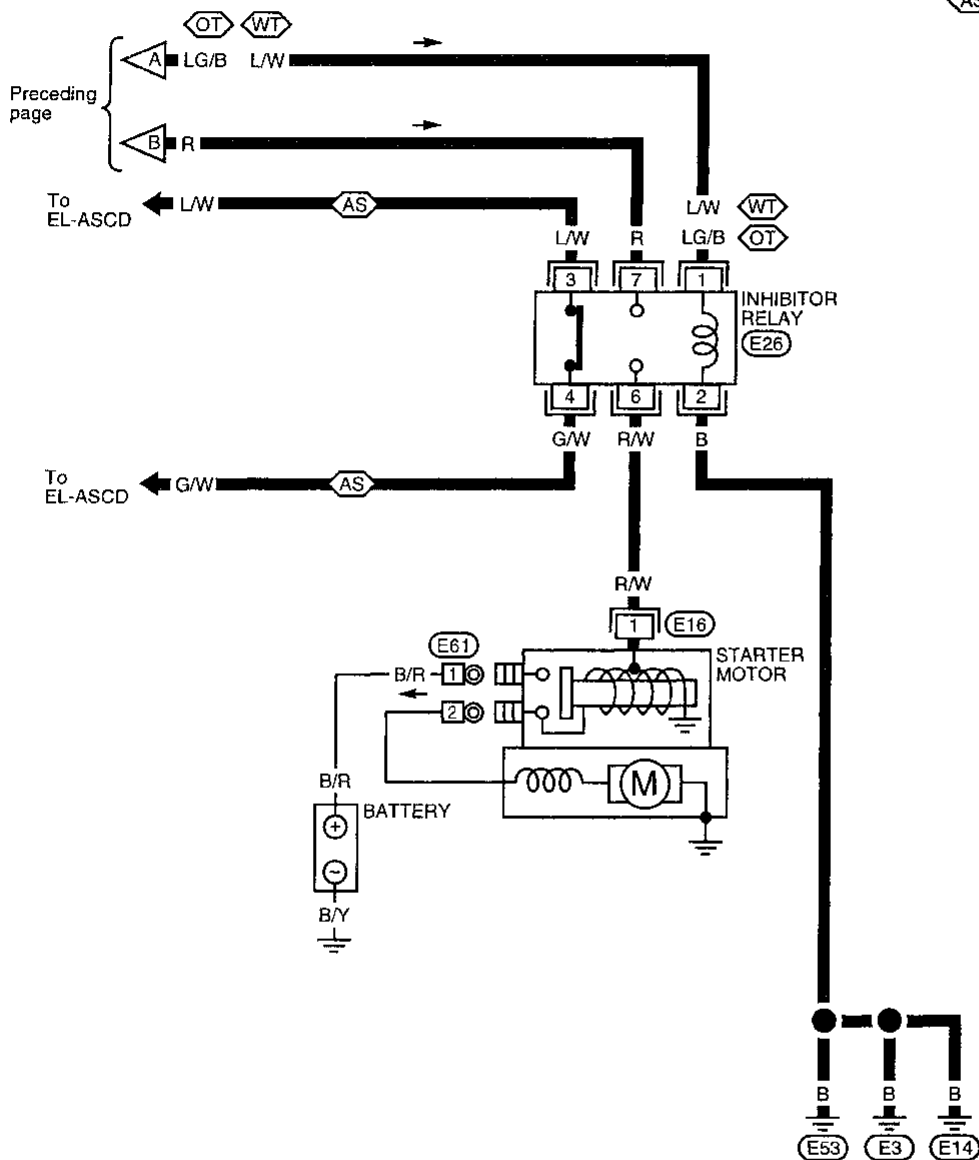 AS
OT WT
A LG/B L/W
Preceding
page
B R
To
EL-ASCD
L/W AS
L/W WT
L/W R LG/B OT
3 7 1
INHIBITOR
RELAY
E26
4 6 2
G/W R/W B
To
EL-ASCD
G/W AS
R/W
1 E16
E61
STARTER
MOTOR
B/R 1
2
M
B/R
BATTERY
+
-
B/Y
B B B
E53 E3 E14